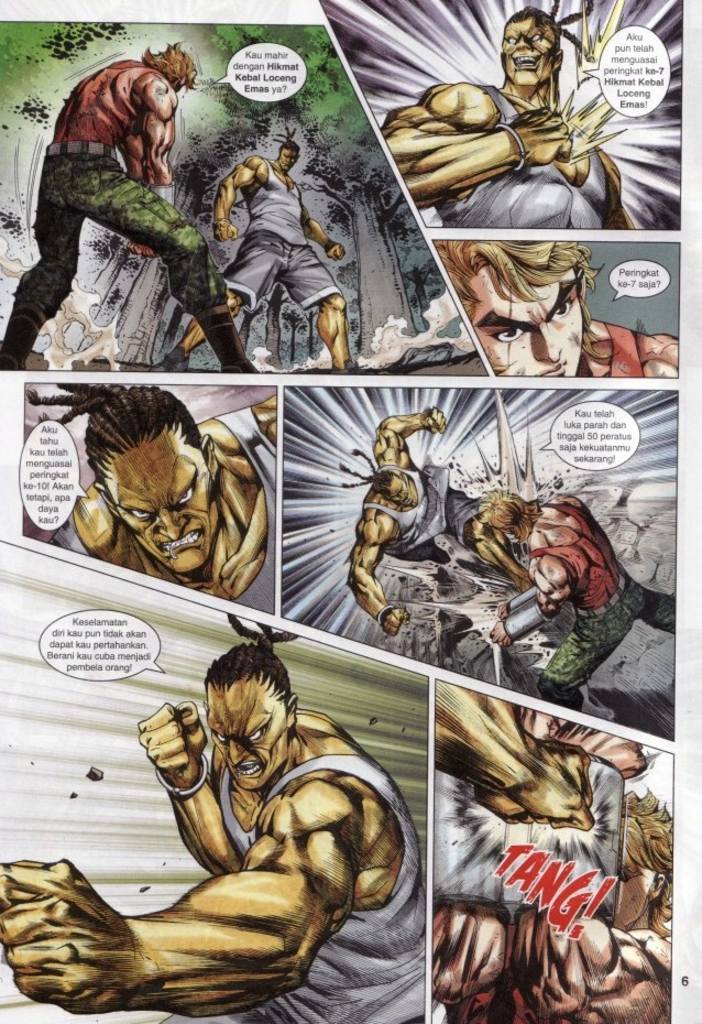 Kau mahir
dengan Hikmat
Kebal Loceng
Emas ya?
Aku
pun telah
menguasai
peringkat ke-7
Hikmat Kebal
Loceng
Emas!
Peringkat
ke-7 saja?
Aku
tahu
kau telah
menguasai
peringkat
ke-10! Akan
tetapi, apa
daya
kau?
Kau telah
luka parah dan
tinggal 50 peratus
saja kekuatanmu
sekarang!
Keselamatan
diri kau pun tidak akan
dapat kau pertahankan.
Berani kau cuba menjadi
pembela orang!
TANG!
6